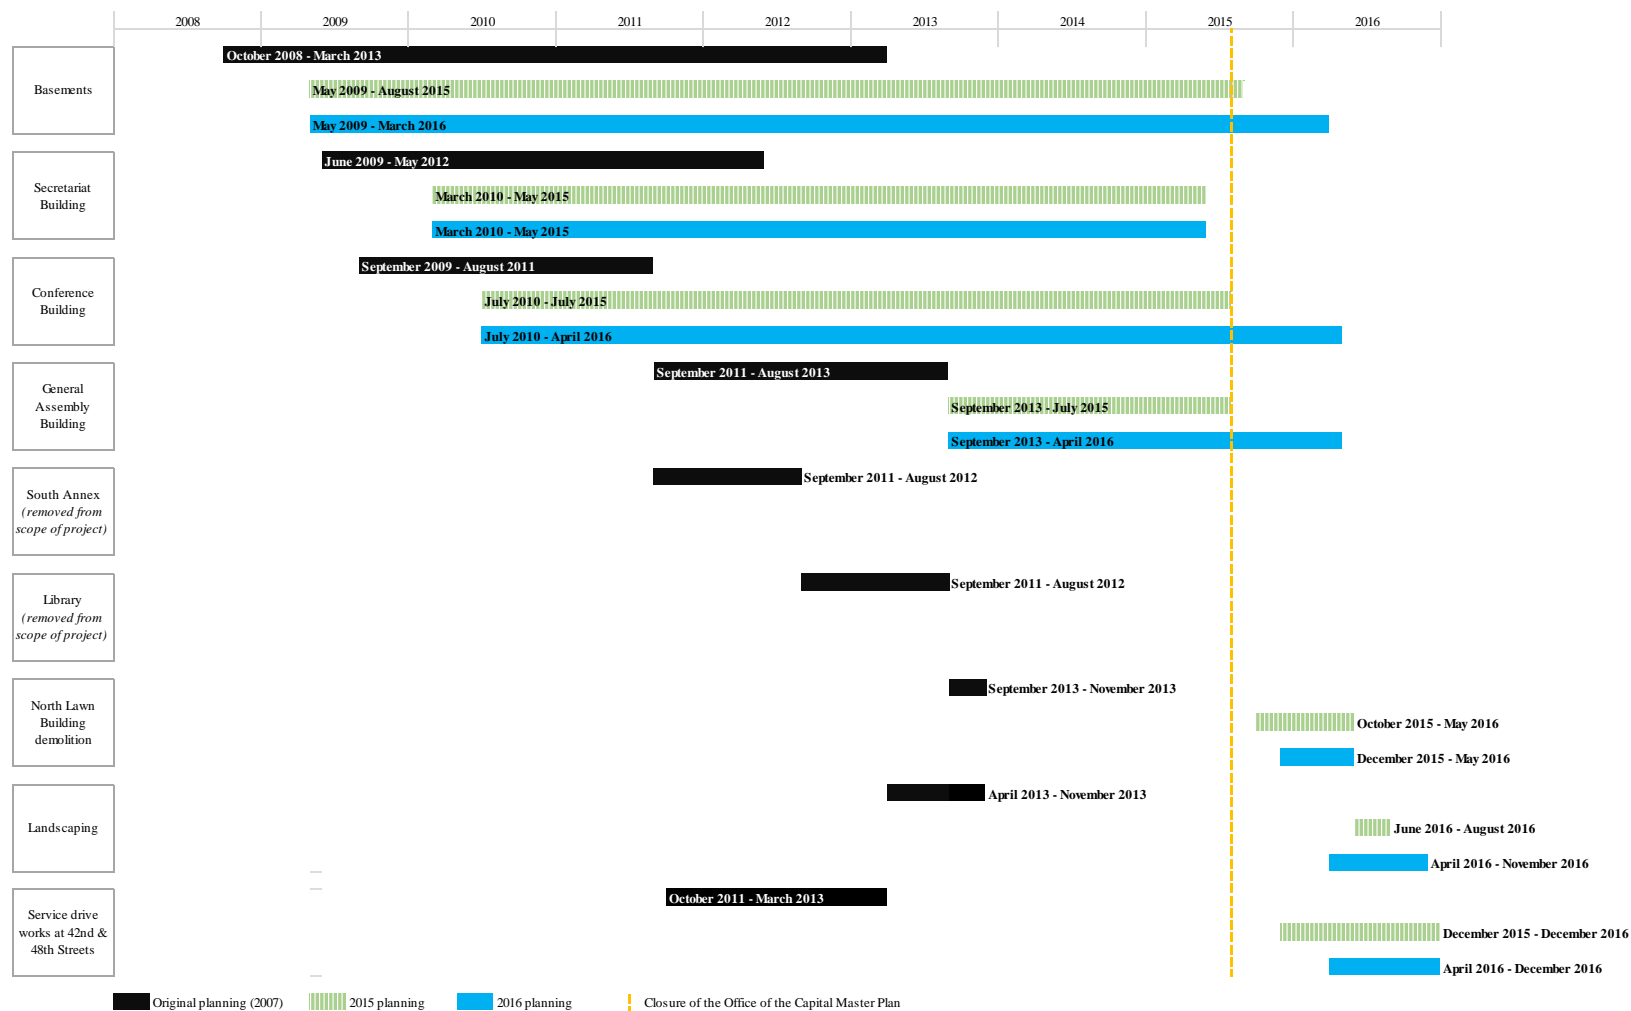 2008 2009 2010 2011 2012 2013 2014 2015 2016
October 2008 - March 2013
Basements
May 2009 - August 2015
May 2009 - March 2016
June 2009 - May 2012
Secretariat
Building
March 2010 - May 2015
March 2010 - May 2015
September 2009 - August 2011
Conference
Building
July 2010 - July 2015
July 2010 - April 2016
September 2011 - August 2013
General
Assembly
Building
September 2013 - July 2015
September 2013 - April 2016
September 2011 - August 2012
South Annex
(removed from
scope of project)
September 2011 - August 2012
Library
(removed from
scope of project)
September 2013 - November 2013
North Lawn
Building
demolition
October 2015 - May 2016
December 2015 - May 2016
April 2013 - November 2013
Landscaping
June 2016 - August 2016
April 2016 - November 2016
October 2011 - March 2013
Service drive
works at 42nd &
48th Streets
December 2015 - December 2016
April 2016 - December 2016
Original planning (2007) 2015 planning 2016 planning Closure of the Office of the Capital Master Plan